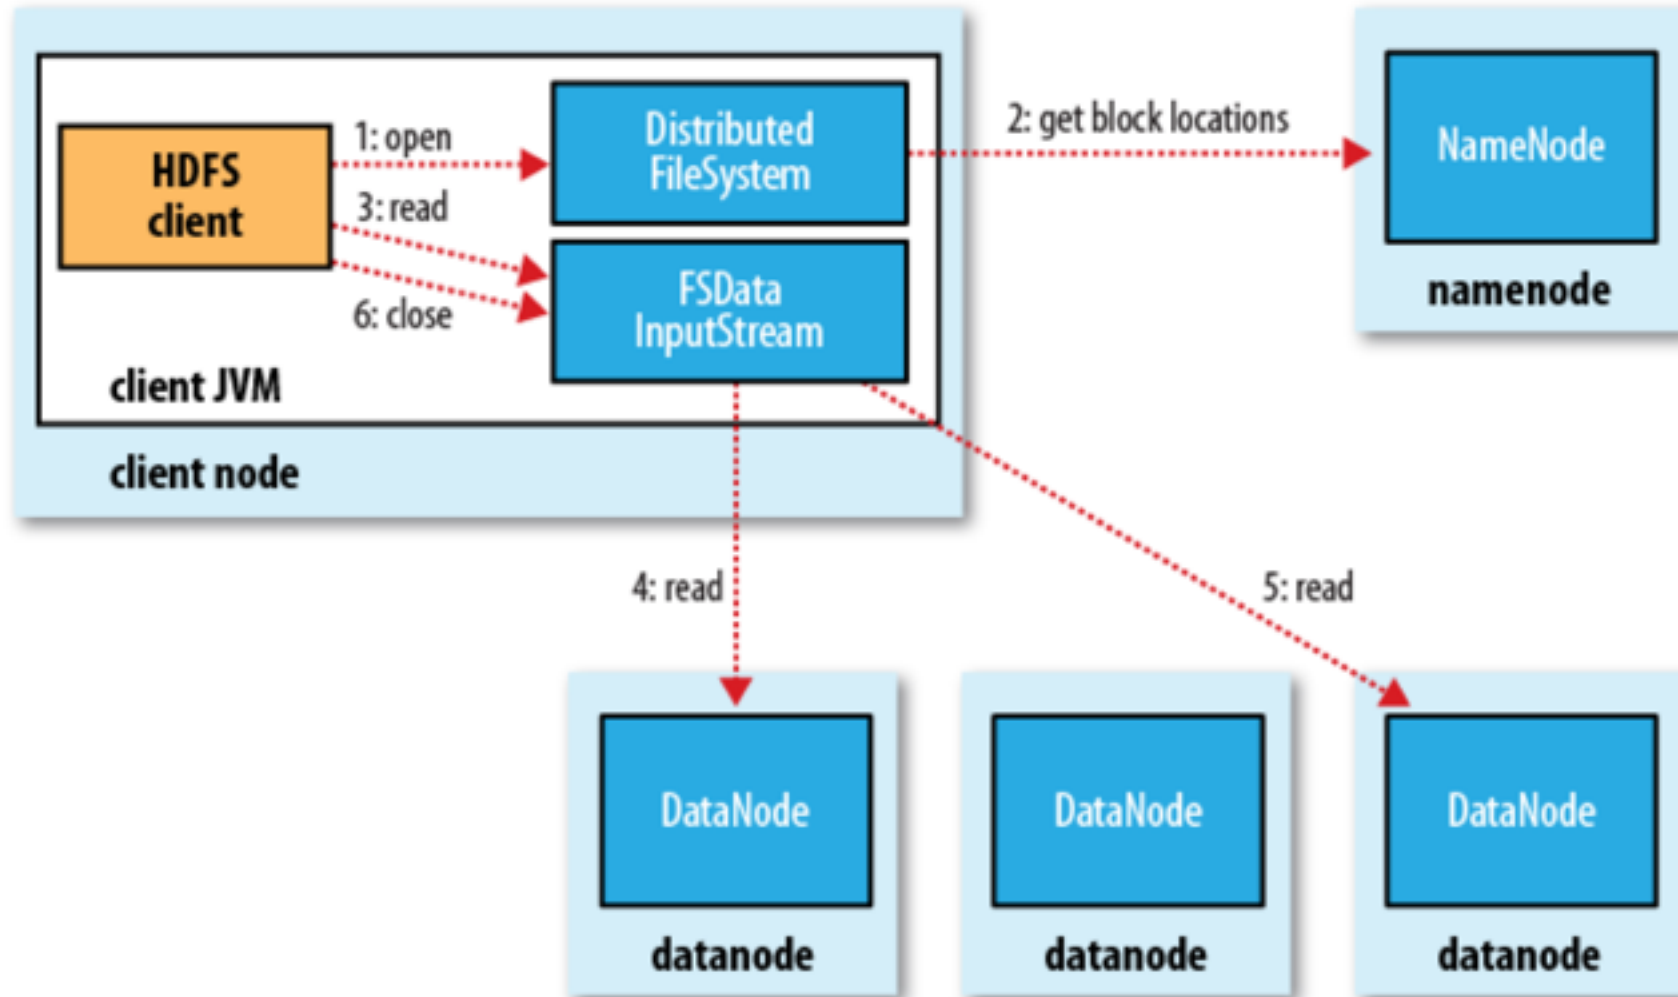 1: open
Distributed
FileSystem
2: get block locations
NameNode
HDFS
client
3: read
FSData
InputStream
6: close
namenode
client JVM
client node
4: read
5: read
DataNode
DataNode
DataNode
datanode
datanode
datanode